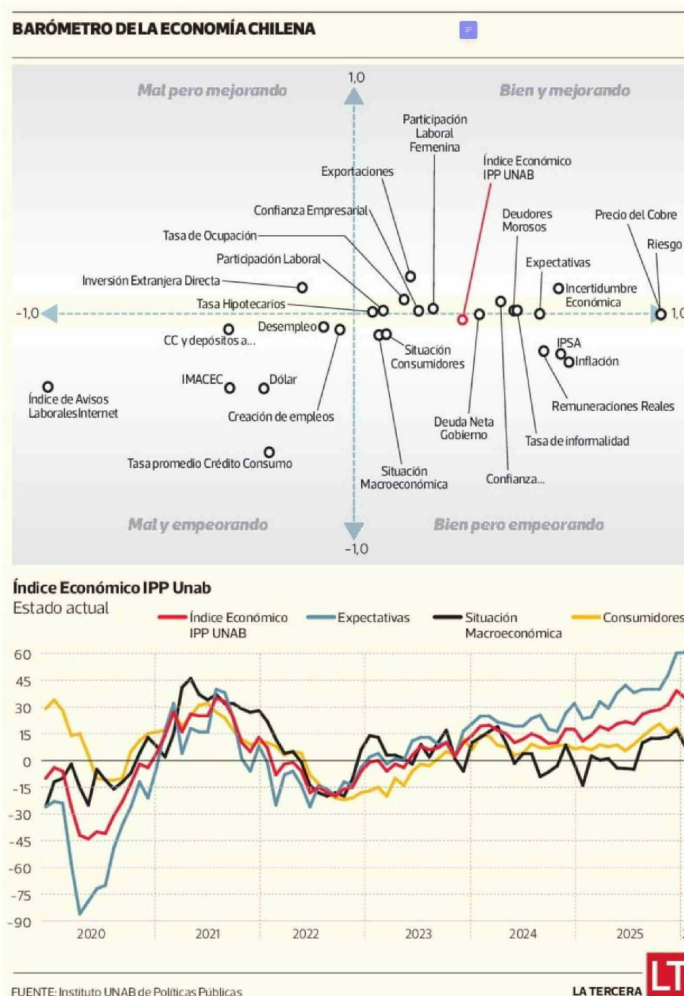 BARÓMETRO DE LA ECONOMÍA CHILENA
1,0
Mal pero mejorando
Bien y mejorando
Participación
Laboral
Femenina
Exportaciones
Índice Económico
IPP UNAB
Confianza Empresarial
Deudores
Morosos
Precio del Cobre
Tasa de Ocupación
Riesgo
Participación Laboral
Expectativas
Inversión Extranjera Directa
Incertidumbre
Económica
Tasa Hipotecarios
-1,0
1,0
CC y depósitos a...
Desempleo
Situación
Consumidores
IPSA
Inflación
IMACEC
Dólar
Índice de Avisos
Laborales Internet
Creación de empleos
Remuneraciones Reales
Deuda Neta
Gobierno
Tasa de informalidad
Tasa promedio Crédito Consumo
Situación
Macroeconómica
Confianza...
Mal y empeorando
Bien pero empeorando
-1,0
Índice Económico IPP Unab
Estado actual
Índice Económico
IPP UNAB
Expectativas
Situación
Macroeconómica
Consumidores
60
45
30
15
0
-15
-30
-45
-60
-75
-90
2020 2021 2022 2023 2024 2025
FUENTE: Instituto UNAB de Políticas Públicas
LA TERCERA LT